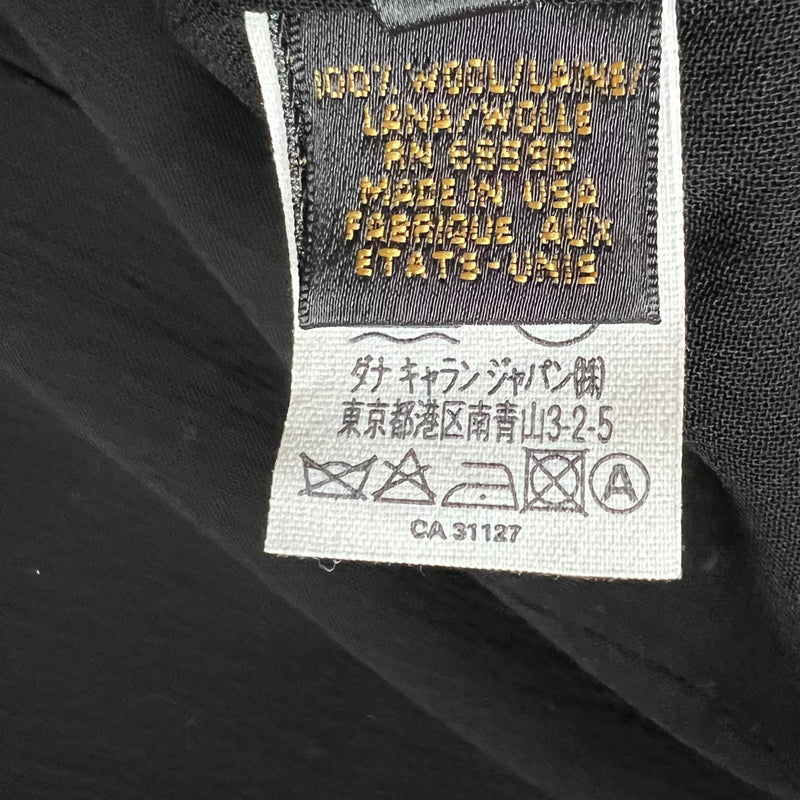 100% WOOL/LAINE/
LANA/WOLLE
RN 65596
MADE IN USA
FABRIQUE AUX
ETATS-UNIS
ダナ キャラン ジャパン㈱
東京都港区南青山3-2-5
A
CA 31127